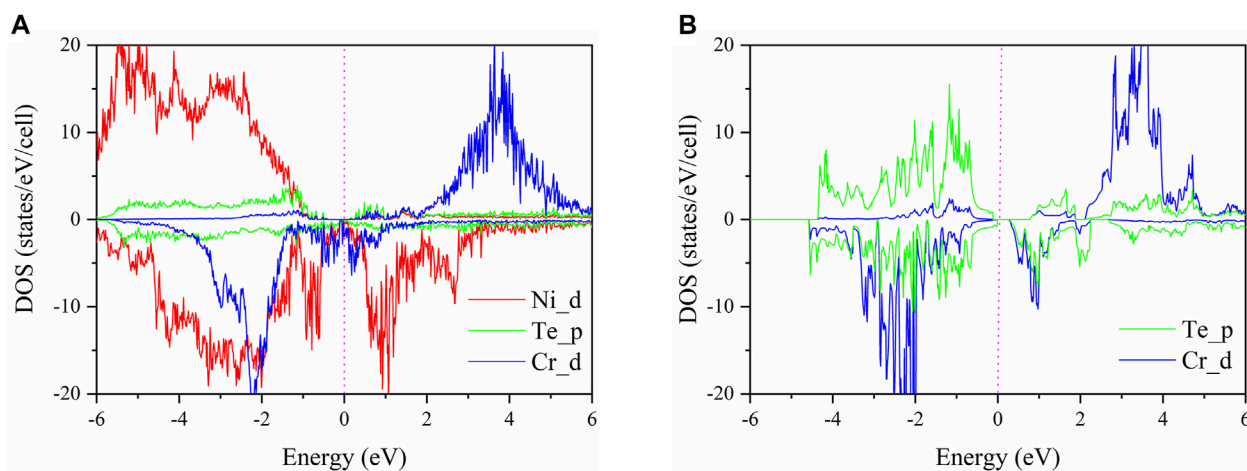 A
DOS (states/eV/cell)
20
10
0
-10
-20
Ni_d
Te_p
Cr_d
-6 -4 -2 0 2 4 6
Energy (eV)
B
DOS (states/eV/cell)
20
10
0
-10
-20
Te_p
Cr_d
-6 -4 -2 0 2 4 6
Energy (eV)